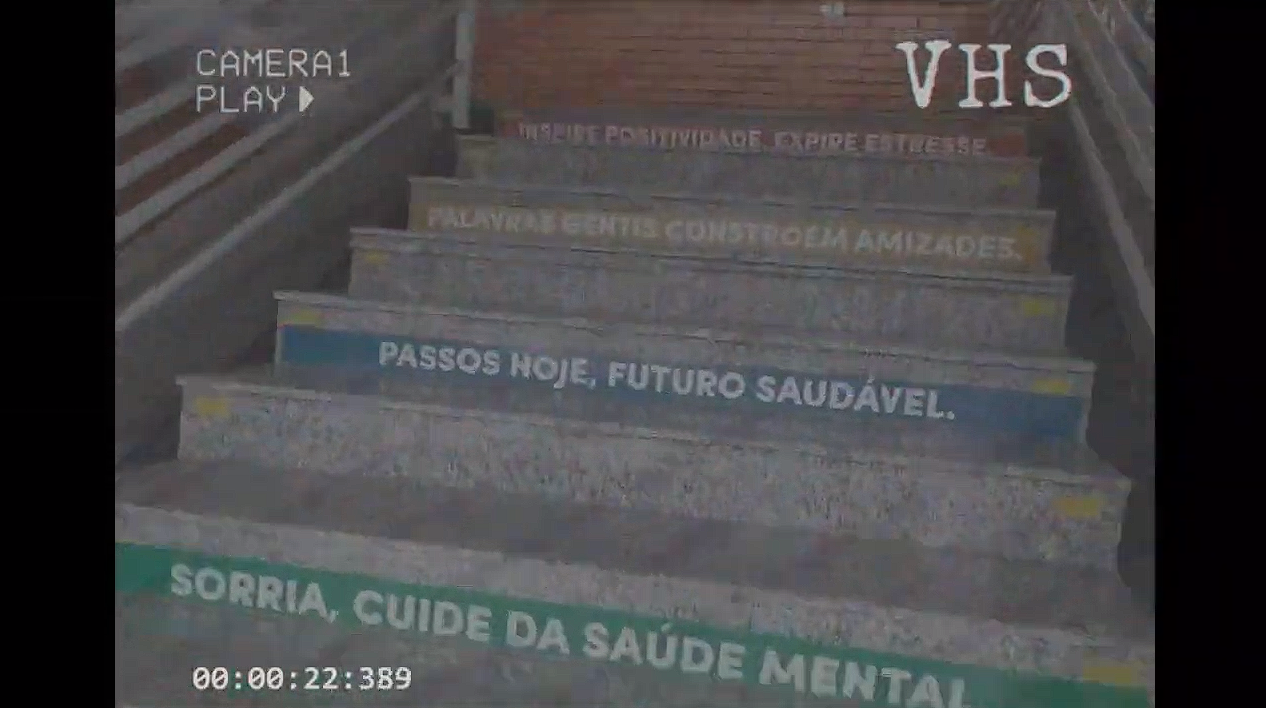 CAMERA1
PLAY
VHS
INSPIRE POSITIVIDADE, EXPIRE ESTRESSE.
PALAVRAS GENTIS CONSTROEM AMIZADES.
PASSOS HOJE, FUTURO SAUDÁVEL.
SORRIA, CUIDE DA SAÚDE MENTAL
00:00:22:389